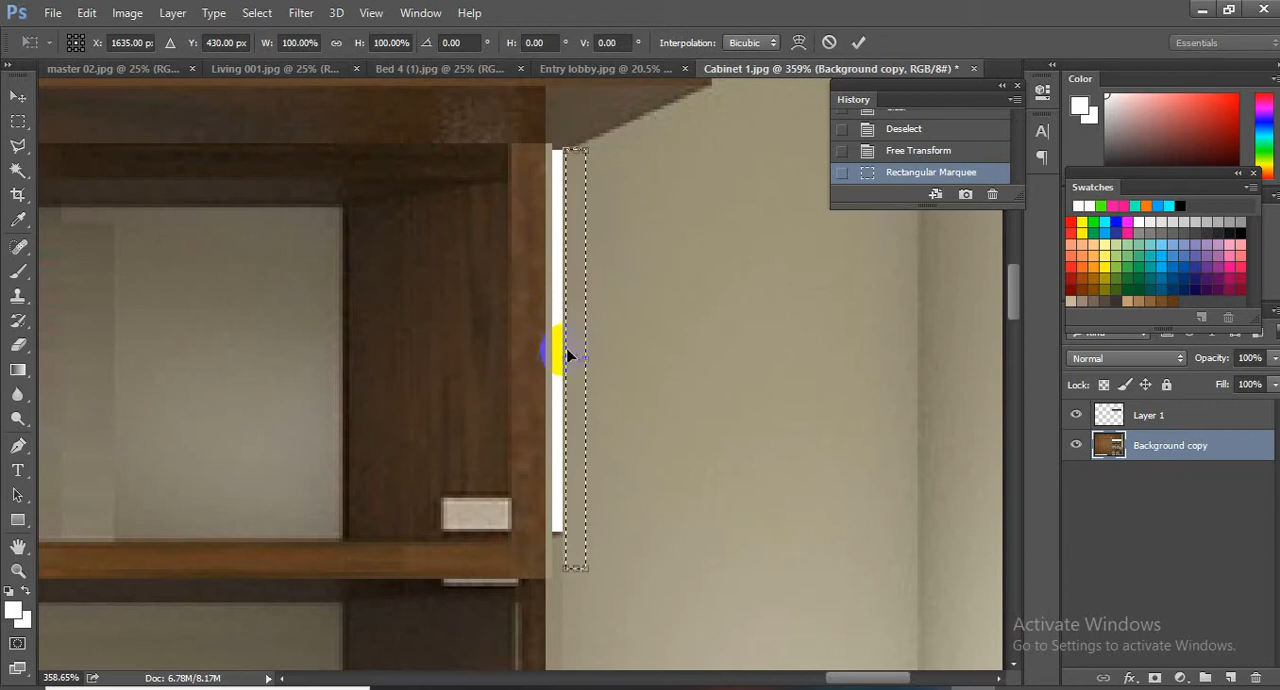 Ps File Edit Image Layer Type Select Filter 3D View Window Help
X: 1635.00 px Y: 430.00 px W: 100.00% H: 100.00% 0.00 ° H: 0.00 ° V: 0.00 ° Interpolation: Bicubic Essentials
master 02.jpg @ 25% (RG... × Living 001.jpg @ 25% (R... × Bed 4 (1).jpg @ 25% (RG... × Entry lobby.jpg @ 20.5% ... × Cabinet 1.jpg @ 359% (Background copy, RGB/8#) * ×
Color
History
Deselect
Free Transform
Rectangular Marquee
Swatches
Normal Opacity: 100%
Lock: Fill: 100%
Layer 1
Background copy
Activate Windows
Go to Settings to activate Windows.
358.65% Doc: 6.78M/8.17M